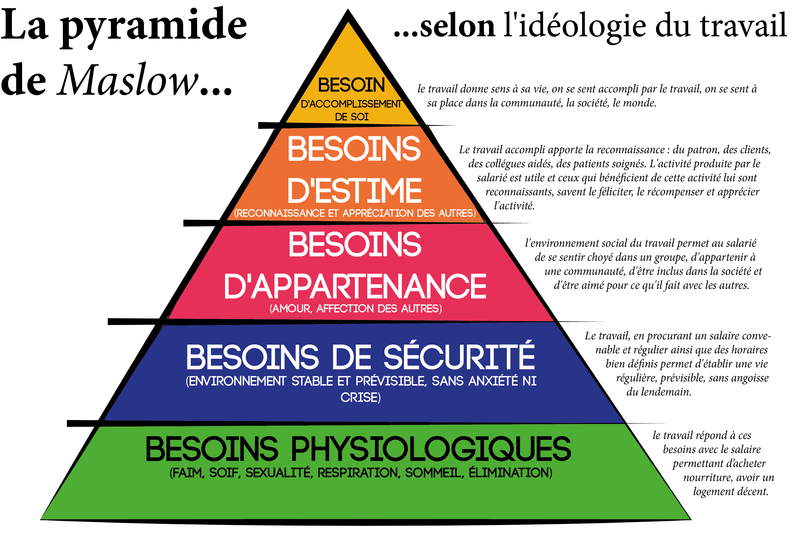 La pyramide
de Maslow...
...selon l'idéologie du travail
BESOIN
D'ACCOMPLISSEMENT
DE SOI
le travail donne sens à sa vie, on se sent accompli par le travail, on se sent à
sa place dans la communauté, la société, le monde.
BESOINS
D'ESTIME
(RECONNAISSANCE ET APPRÉCIATION DES AUTRES)
Le travail accompli apporte la reconnaissance : du patron, des clients,
des collégues aidés, des patients soignés. L'activité produite par le
salarié est utile et ceux qui bénéficient de cette activité lui sont
reconnaissants, savent le féliciter, le récompenser et apprécier
l'activité.
BESOINS
D'APPARTENANCE
(AMOUR, AFFECTION DES AUTRES)
l'environnement social du travail permet au salarié
de se sentir choyé dans un groupe, d'appartenir à
une communauté, d'être inclus dans la société et
d'être aimé pour ce qu'il fait avec les autres.
BESOINS DE SÉCURITÉ
(ENVIRONNEMENT STABLE ET PRÉVISIBLE, SANS ANXIÉTÉ NI
CRISE)
Le travail, en procurant un salaire conve-
nable et régulier ainsi que des horaires
bien définis permet d'établir une vie
régulière, prévisible, sans angoisse
du lendemain.
BESOINS PHYSIOLOGIQUES
(FAIM, SOIF, SEXUALITÉ, RESPIRATION, SOMMEIL, ÉLIMINATION)
le travail répond à ces
besoins avec le salaire
permettant d'acheter
nourriture, avoir un
logement décent.